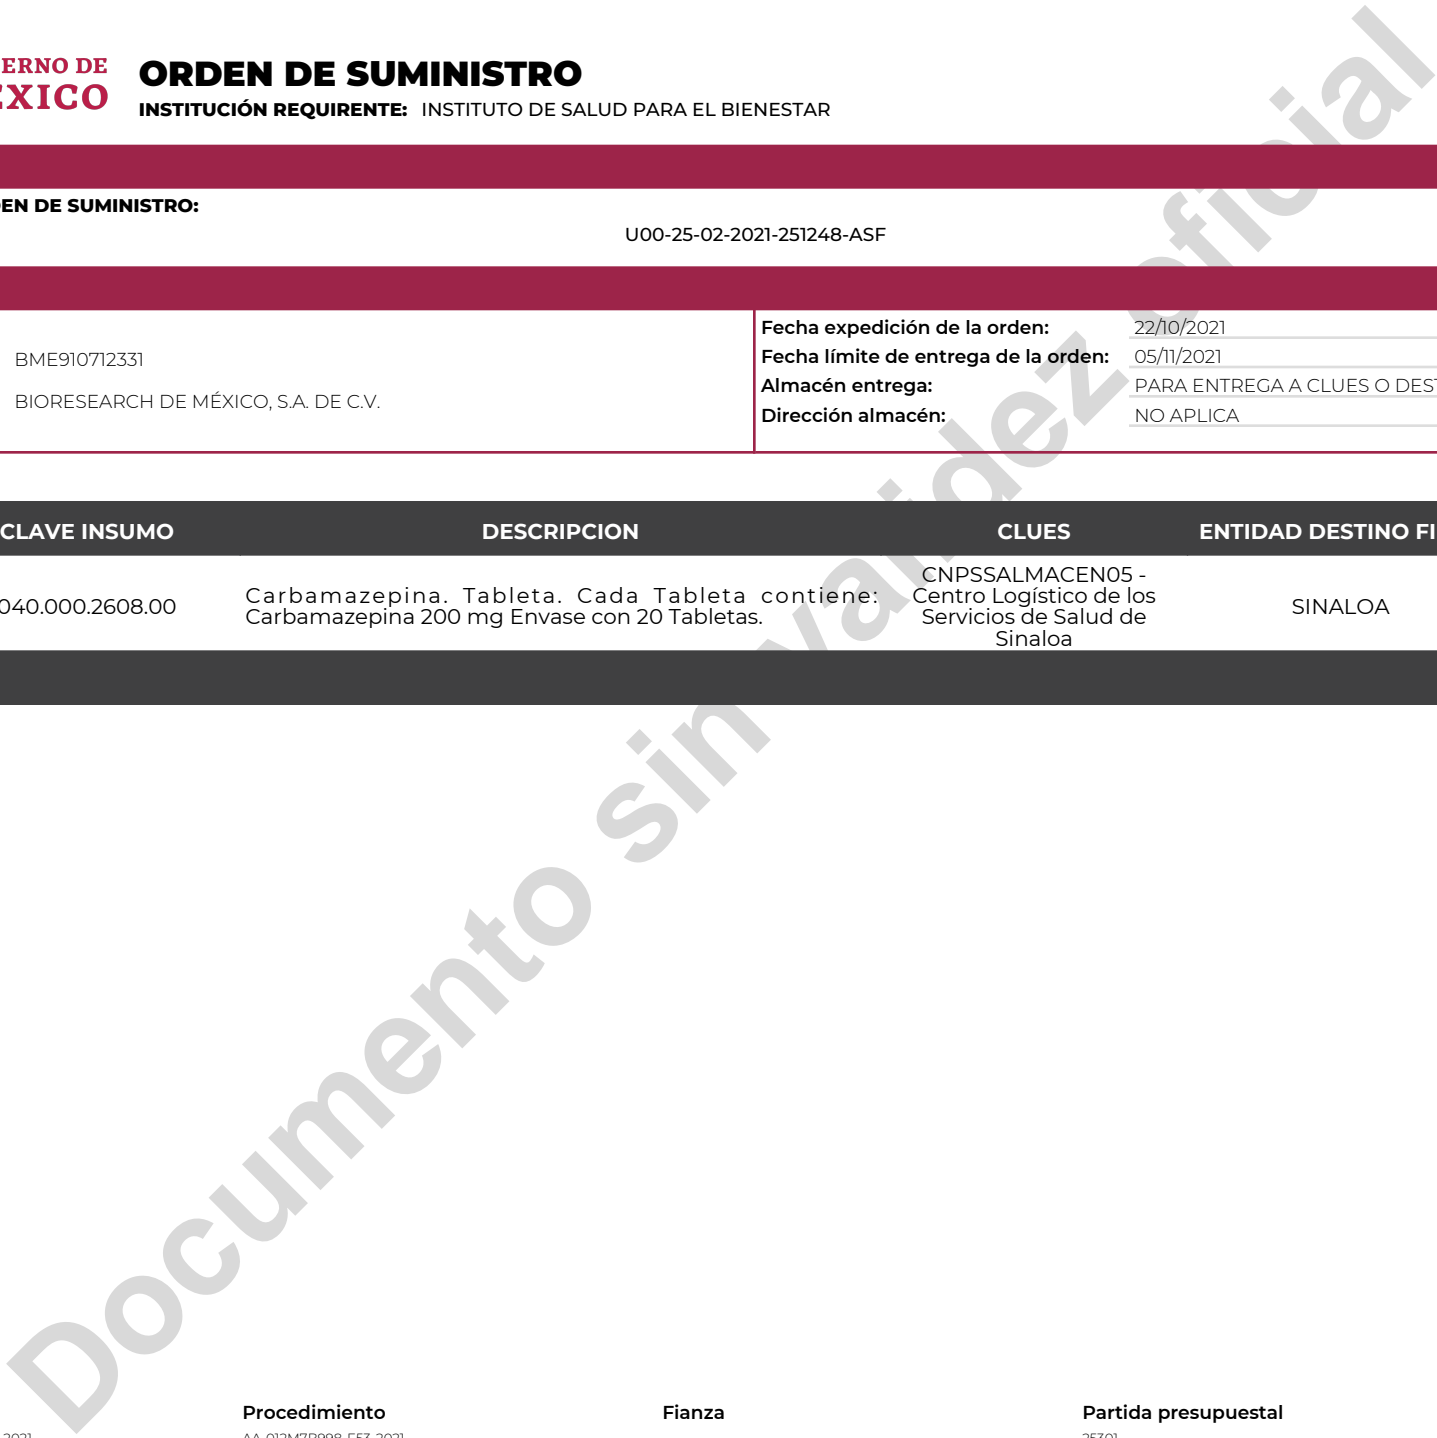 ERNO DE
ÉXICO
ORDEN DE SUMINISTRO
INSTITUCIÓN REQUIRENTE: INSTITUTO DE SALUD PARA EL BIENESTAR
EN DE SUMINISTRO:
U00-25-02-2021-251248-ASF
BME910712331
BIORESEARCH DE MÉXICO, S.A. DE C.V.
Fecha expedición de la orden: 22/10/2021
Fecha límite de entrega de la orden: 05/11/2021
Almacén entrega: PARA ENTREGA A CLUES O DEST
Dirección almacén: NO APLICA
CLAVE INSUMO DESCRIPCION CLUES ENTIDAD DESTINO FI
040.000.2608.00
Carbamazepina. Tableta. Cada Tableta contiene:
Carbamazepina 200 mg Envase con 20 Tabletas.
CNPSSALMACEN05 -
Centro Logístico de los
Servicios de Salud de
Sinaloa
SINALOA
Documento sin validez oficial
Procedimiento Fianza Partida presupuestal